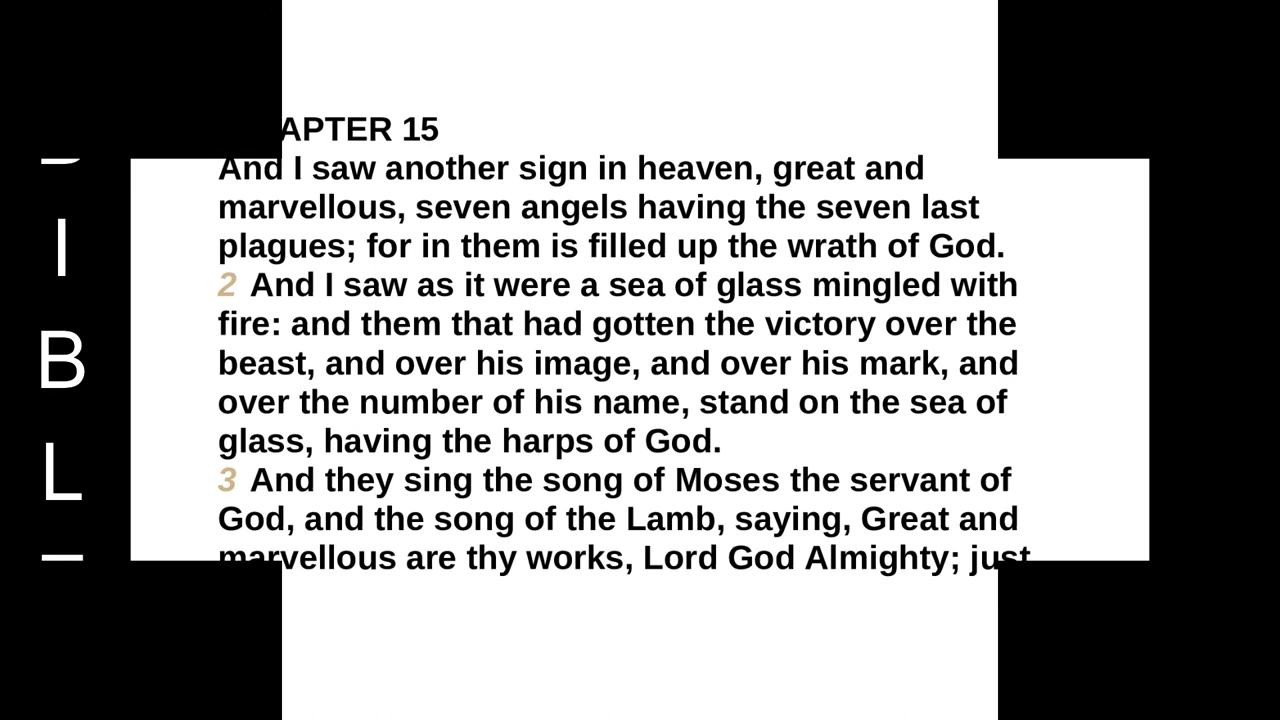 APTER 15
And I saw another sign in heaven, great and
marvellous, seven angels having the seven last
plagues; for in them is filled up the wrath of God.
2 And I saw as it were a sea of glass mingled with
fire: and them that had gotten the victory over the
beast, and over his image, and over his mark, and
over the number of his name, stand on the sea of
glass, having the harps of God.
3 And they sing the song of Moses the servant of
God, and the song of the Lamb, saying, Great and
marvellous are thy works, Lord God Almighty; just
I
B
L